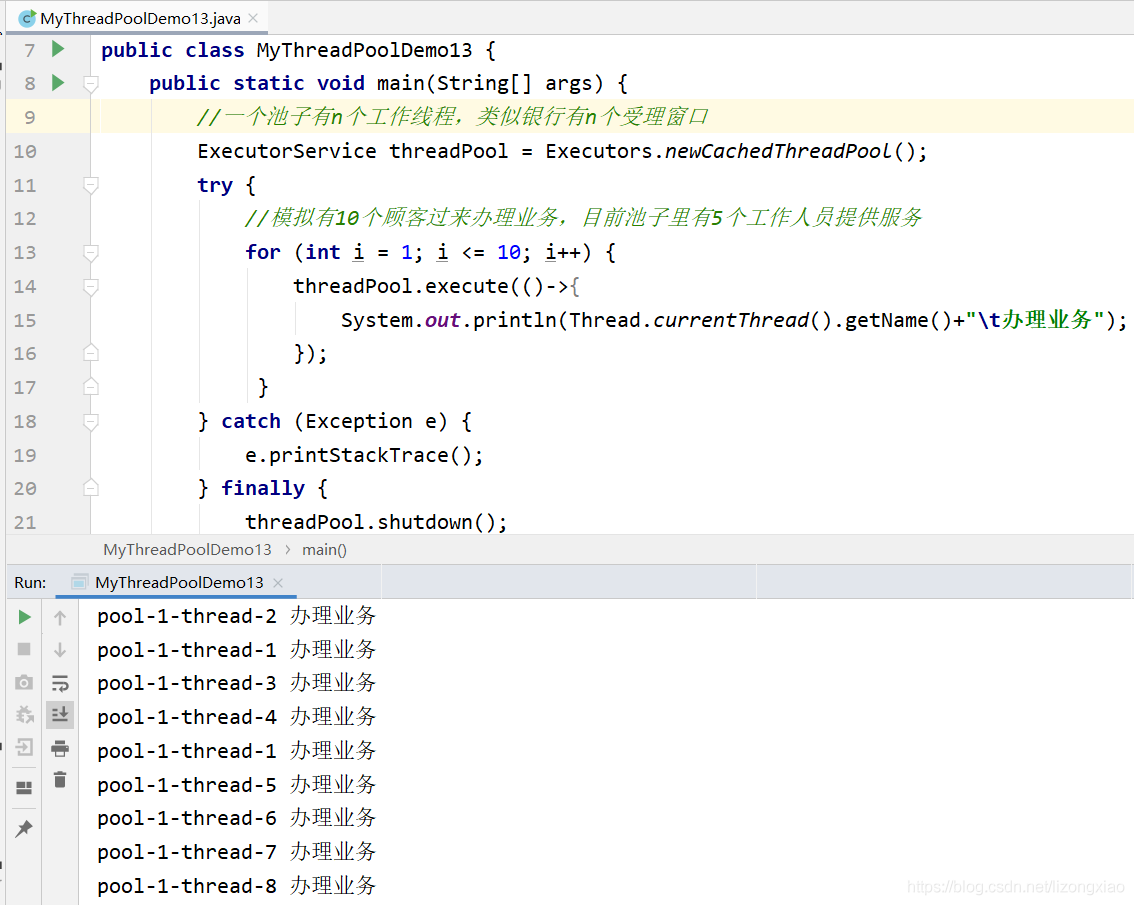 MyThreadPoolDemo13.java
7 public class MyThreadPoolDemo13 {
8 public static void main(String[] args) {
9 //一个池子有n个工作线程，类似银行有n个受理窗口
10 ExecutorService threadPool = Executors.newCachedThreadPool();
11 try {
12 //模拟有10个顾客过来办理业务，目前池子里有5个工作人员提供服务
13 for (int i = 1; i <= 10; i++) {
14 threadPool.execute(()->{
15 System.out.println(Thread.currentThread().getName()+"\t办理业务");
16 });
17 }
18 } catch (Exception e) {
19 e.printStackTrace();
20 } finally {
21 threadPool.shutdown();
MyThreadPoolDemo13 › main()
Run: MyThreadPoolDemo13
pool-1-thread-2 办理业务
pool-1-thread-1 办理业务
pool-1-thread-3 办理业务
pool-1-thread-4 办理业务
pool-1-thread-1 办理业务
pool-1-thread-5 办理业务
pool-1-thread-6 办理业务
pool-1-thread-7 办理业务
pool-1-thread-8 办理业务
https://blog.csdn.net/lizongxiao